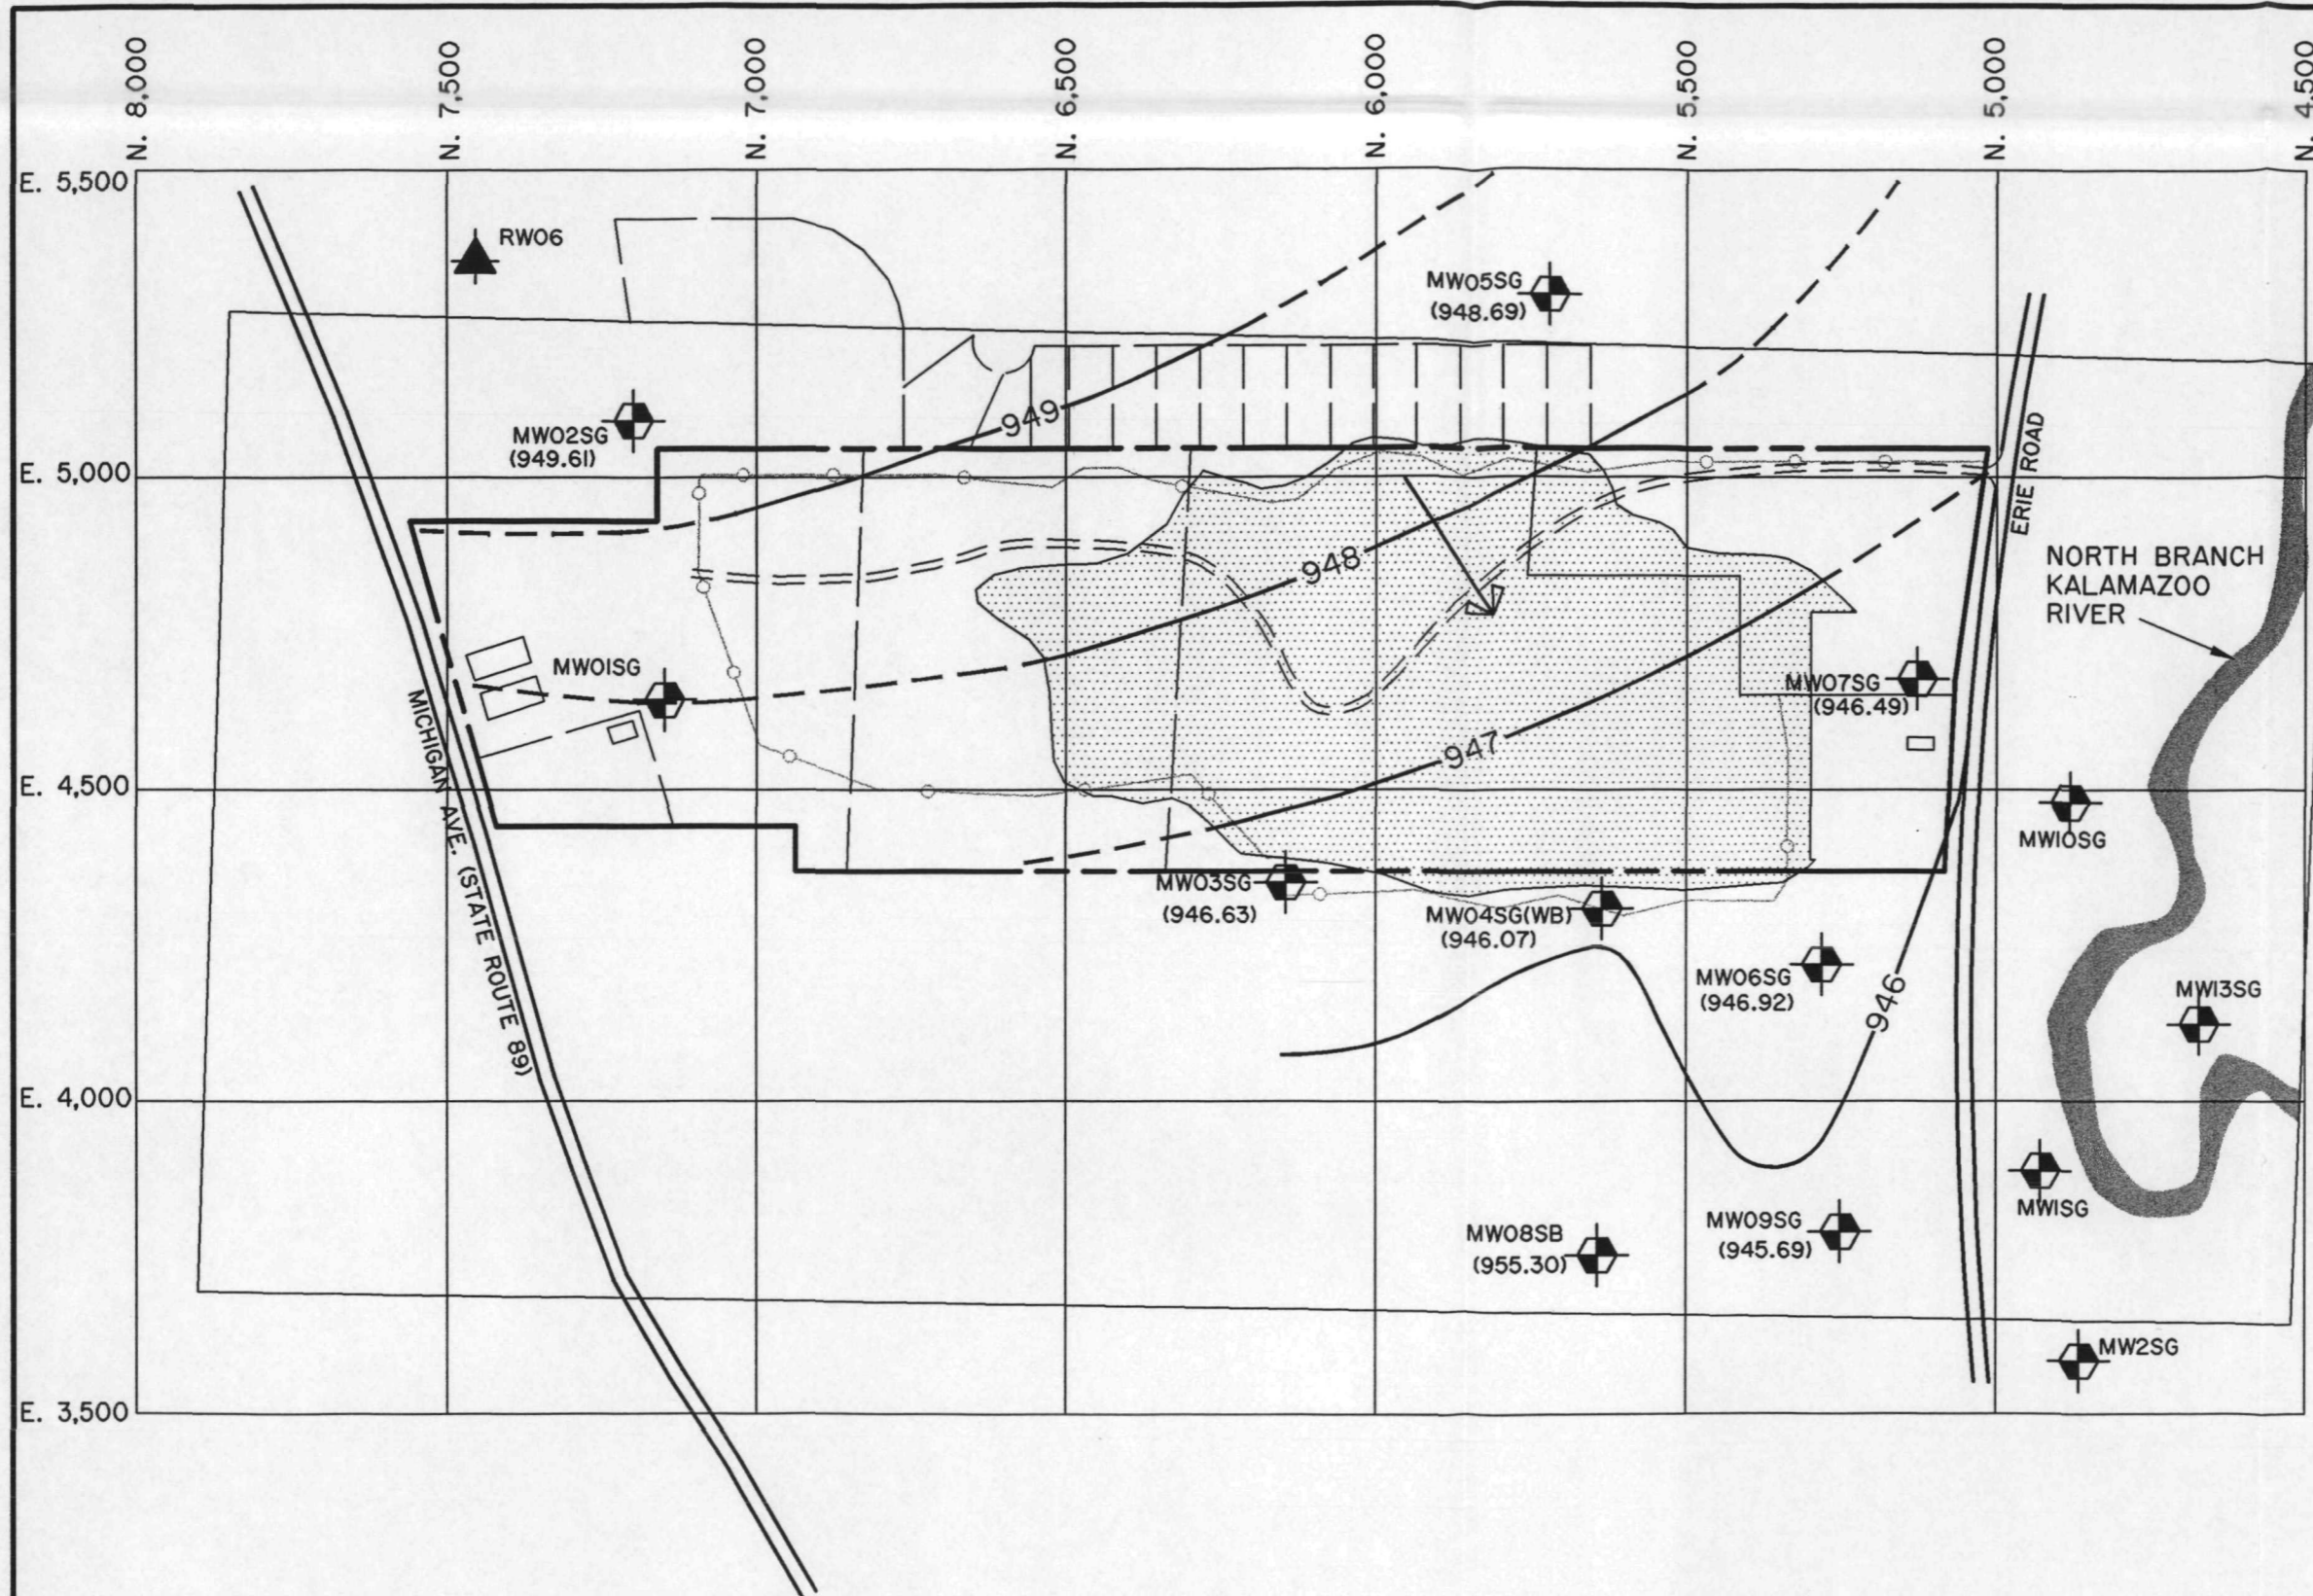 N. 8,000
N. 7,500
N. 7,000
N. 6,500
N. 6,000
N. 5,500
N. 5,000
N. 4,500
E. 5,500
RW06
MW05SG
(948.69)
949
MW02SG
(949.61)
E. 5,000
ERIE ROAD
948
NORTH BRANCH
KALAMAZOO
RIVER
MW01SG
MW07SG
(946.49)
MICHIGAN AVE. (STATE ROUTE 89)
947
E. 4,500
MW10SG
MW03SG
(946.63)
MW04SG(WB)
(946.07)
MW06SG
(946.92)
946
MW13SG
E. 4,000
MW1SG
MW08SB
(955.30)
MW09SG
(945.69)
MW2SG
E. 3,500